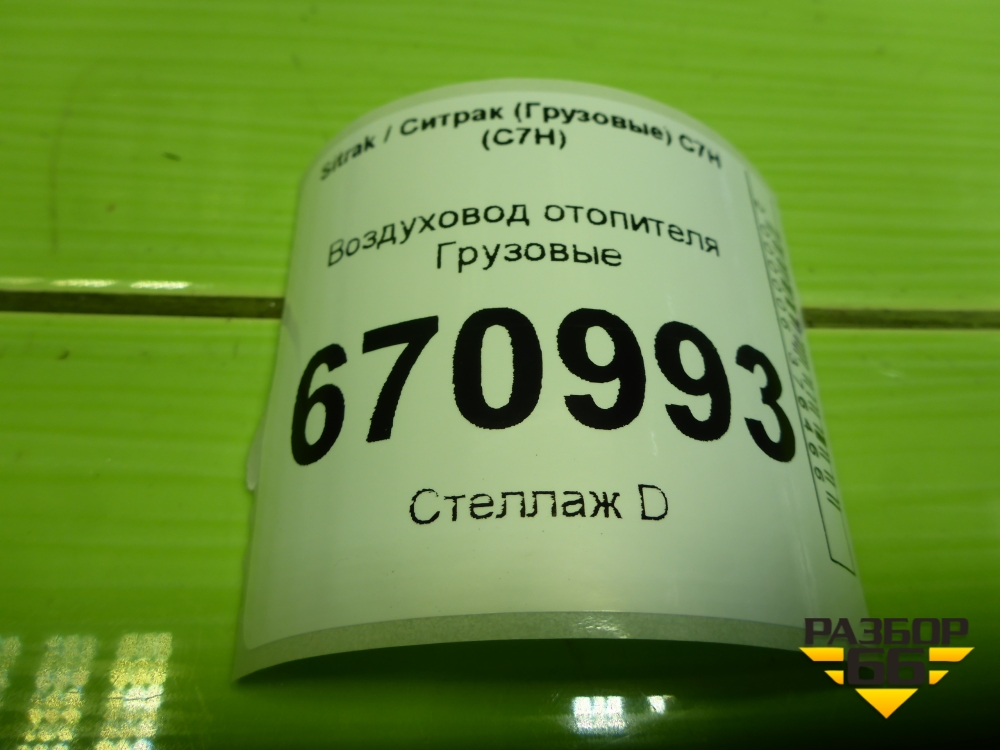 Sitrak / Ситрак (Грузовые) C7H
(C7H)
Воздуховод отопителя
Грузовые
670993
Стеллаж D
РАЗБОР
66